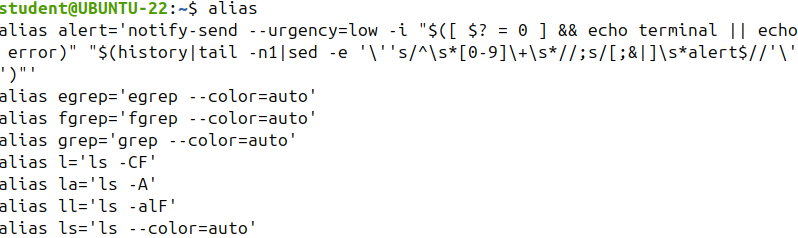 student@UBUNTU-22:~$ alias
alias alert='notify-send --urgency=low -i "$([ $? = 0 ] && echo terminal || echo
 error)" "$(history|tail -n1|sed -e '\''s/^\s*[0-9]\+\s*//;s/[;&|]\s*alert$//'\'
')"'
alias egrep='egrep --color=auto'
alias fgrep='fgrep --color=auto'
alias grep='grep --color=auto'
alias l='ls -CF'
alias la='ls -A'
alias ll='ls -alF'
alias ls='ls --color=auto'